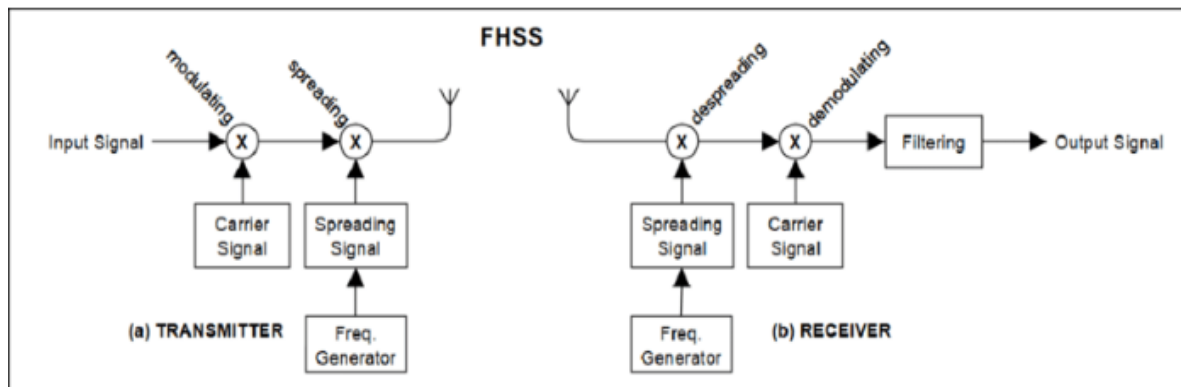 FHSS
modulating
spreading
despreading
demodulating
Input Signal
X
X
X
X
Filtering
Output Signal
Carrier
Signal
Spreading
Signal
Spreading
Signal
Carrier
Signal
(a) TRANSMITTER
Freq.
Generator
Freq.
Generator
(b) RECEIVER